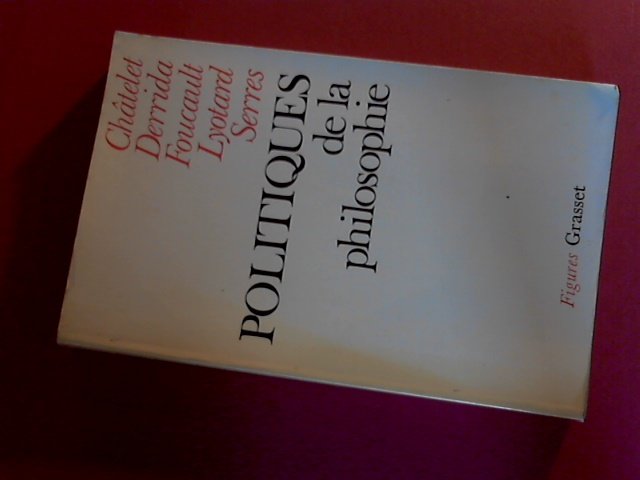 Châtelet
Derrida
Foucault
Lyotard
Serres
POLITIQUES
de la
philosophie
Figures Grasset